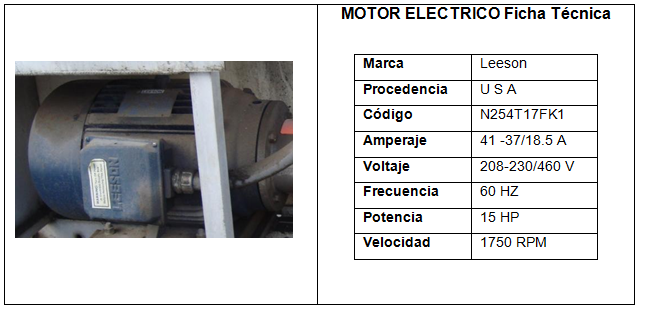 MOTOR ELECTRICO Ficha Técnica
Marca Leeson
Procedencia U S A
Código N254T17FK1
Amperaje 41 -37/18.5 A
Voltaje 208-230/460 V
Frecuencia 60 HZ
Potencia 15 HP
Velocidad 1750 RPM
LEESON